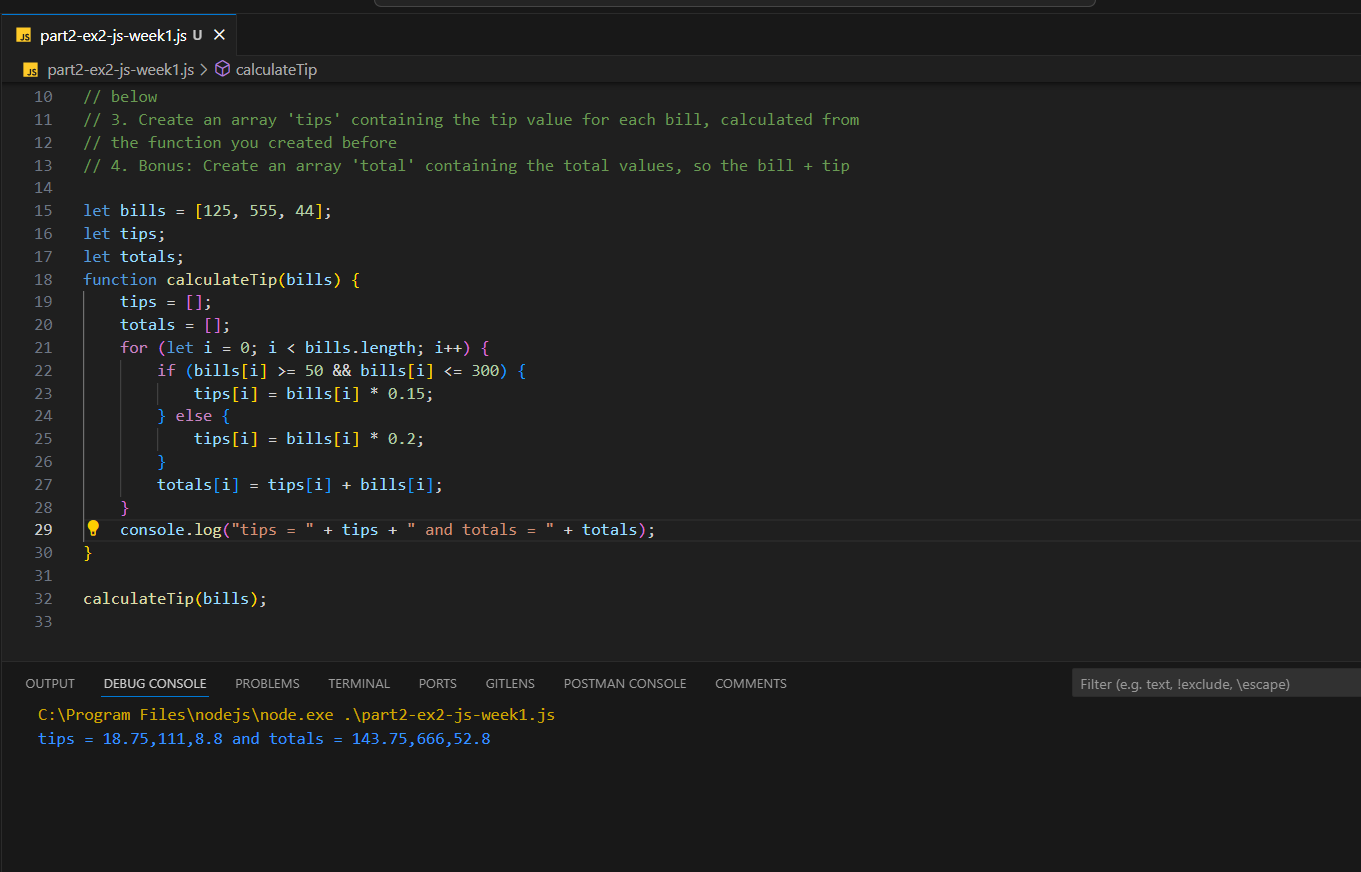 JS part2-ex2-js-week1.js U ×
JS part2-ex2-js-week1.js > calculateTip
10 // below
11 // 3. Create an array 'tips' containing the tip value for each bill, calculated from
12 // the function you created before
13 // 4. Bonus: Create an array 'total' containing the total values, so the bill + tip
14
15 let bills = [125, 555, 44];
16 let tips;
17 let totals;
18 function calculateTip(bills) {
19 tips = [];
20 totals = [];
21 for (let i = 0; i < bills.length; i++) {
22 if (bills[i] >= 50 && bills[i] <= 300) {
23 tips[i] = bills[i] * 0.15;
24 } else {
25 tips[i] = bills[i] * 0.2;
26 }
27 totals[i] = tips[i] + bills[i];
28 }
29 console.log("tips = " + tips + " and totals = " + totals);
30 }
31
32 calculateTip(bills);
33
OUTPUT DEBUG CONSOLE PROBLEMS TERMINAL PORTS GITLENS POSTMAN CONSOLE COMMENTS Filter (e.g. text, !exclude, \escape)
C:\Program Files\nodejs\node.exe .\part2-ex2-js-week1.js
tips = 18.75,111,8.8 and totals = 143.75,666,52.8